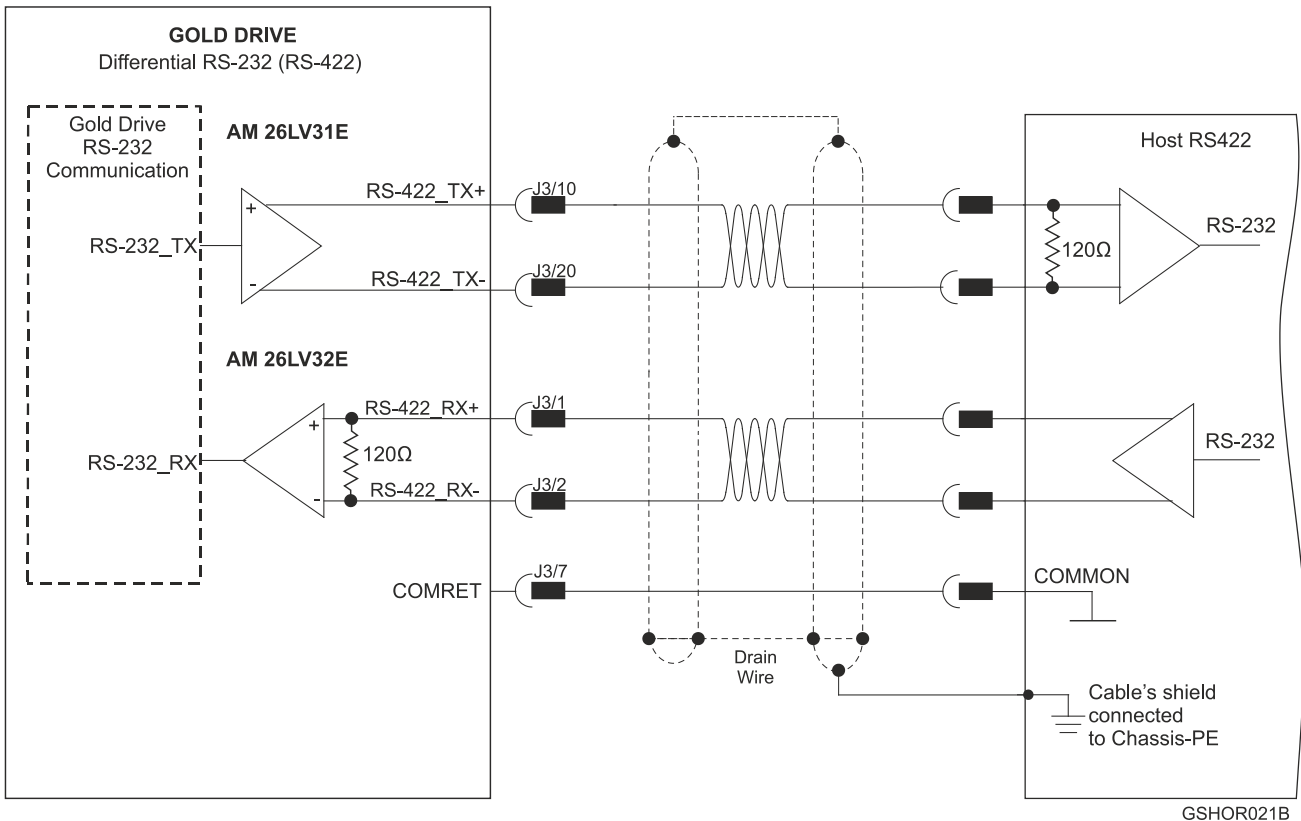 GOLD DRIVE
Differential RS-232 (RS-422)
Gold Drive
RS-232
Communication
AM 26LV31E
RS-422_TX+
J3/10
+
RS-232_TX
-
RS-422_TX-
J3/20
AM 26LV32E
RS-422_RX+
J3/1
+
120Ω
RS-232_RX
-
RS-422_RX-
J3/2
COMRET
J3/7
Drain
Wire
Host RS422
RS-232
120Ω
RS-232
COMMON
Cable's shield
connected
to Chassis-PE
GSHOR021B